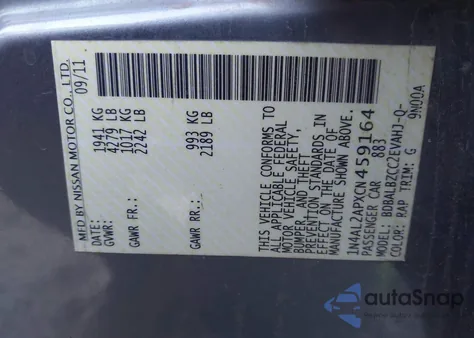 MFD BY NISSAN MOTOR CO., LTD.
DATE: 09/11
GVWR: 1941 KG
4279 LB
GAWR FR.: 1017 KG
2242 LB
GAWR RR.: 993 KG
2189 LB
THIS VEHICLE CONFORMS TO
ALL APPLICABLE FEDERAL
MOTOR VEHICLE SAFETY,
BUMPER, AND THEFT
PREVENTION STANDARDS IN
EFFECT ON THE DATE OF
MANUFACTURE SHOWN ABOVE.
1N4AL2APXCN459164
PASSENGER CAR 883
MODEL: BDBALBZCC2EVAHJ-Q-
COLOR: RAP TRIM: G 9N00A
autoSnap